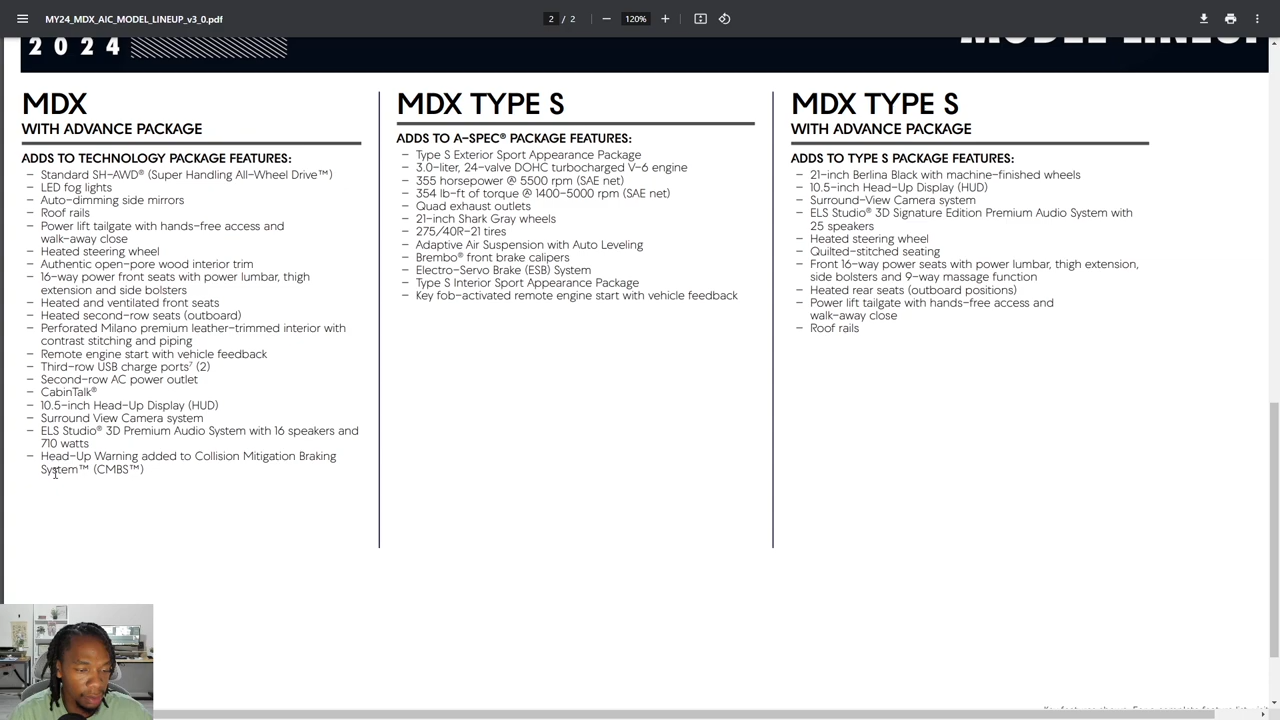 MY24_MDX_AIC_MODEL_LINEUP_v3_0.pdf
2 / 2
120%
2024
MODEL LINEUP
MDX
WITH ADVANCE PACKAGE
ADDS TO TECHNOLOGY PACKAGE FEATURES:
– Standard SH-AWD® (Super Handling All-Wheel Drive™)
– LED fog lights
– Auto-dimming side mirrors
– Roof rails
– Power lift tailgate with hands-free access and
walk-away close
– Heated steering wheel
– Authentic open-pore wood interior trim
– 16-way power front seats with power lumbar, thigh
extension and side bolsters
– Heated and ventilated front seats
– Heated second-row seats (outboard)
– Perforated Milano premium leather-trimmed interior with
contrast stitching and piping
– Remote engine start with vehicle feedback
– Third-row USB charge ports⁷ (2)
– Second-row AC power outlet
– CabinTalk®
– 10.5-inch Head-Up Display (HUD)
– Surround View Camera system
– ELS Studio® 3D Premium Audio System with 16 speakers and
710 watts
– Head-Up Warning added to Collision Mitigation Braking
System™ (CMBS™)
MDX TYPE S
ADDS TO A-SPEC® PACKAGE FEATURES:
– Type S Exterior Sport Appearance Package
– 3.0-liter, 24-valve DOHC turbocharged V-6 engine
– 355 horsepower @ 5500 rpm (SAE net)
– 354 lb-ft of torque @ 1400-5000 rpm (SAE net)
– Quad exhaust outlets
– 21-inch Shark Gray wheels
– 275/40R-21 tires
– Adaptive Air Suspension with Auto Leveling
– Brembo® front brake calipers
– Electro-Servo Brake (ESB) System
– Type S Interior Sport Appearance Package
– Key fob-activated remote engine start with vehicle feedback
MDX TYPE S
WITH ADVANCE PACKAGE
ADDS TO TYPE S PACKAGE FEATURES:
– 21-inch Berlina Black with machine-finished wheels
– 10.5-inch Head-Up Display (HUD)
– Surround-View Camera system
– ELS Studio® 3D Signature Edition Premium Audio System with
25 speakers
– Heated steering wheel
– Quilted-stitched seating
– Front 16-way power seats with power lumbar, thigh extension,
side bolsters and 9-way massage function
– Heated rear seats (outboard positions)
– Power lift tailgate with hands-free access and
walk-away close
– Roof rails